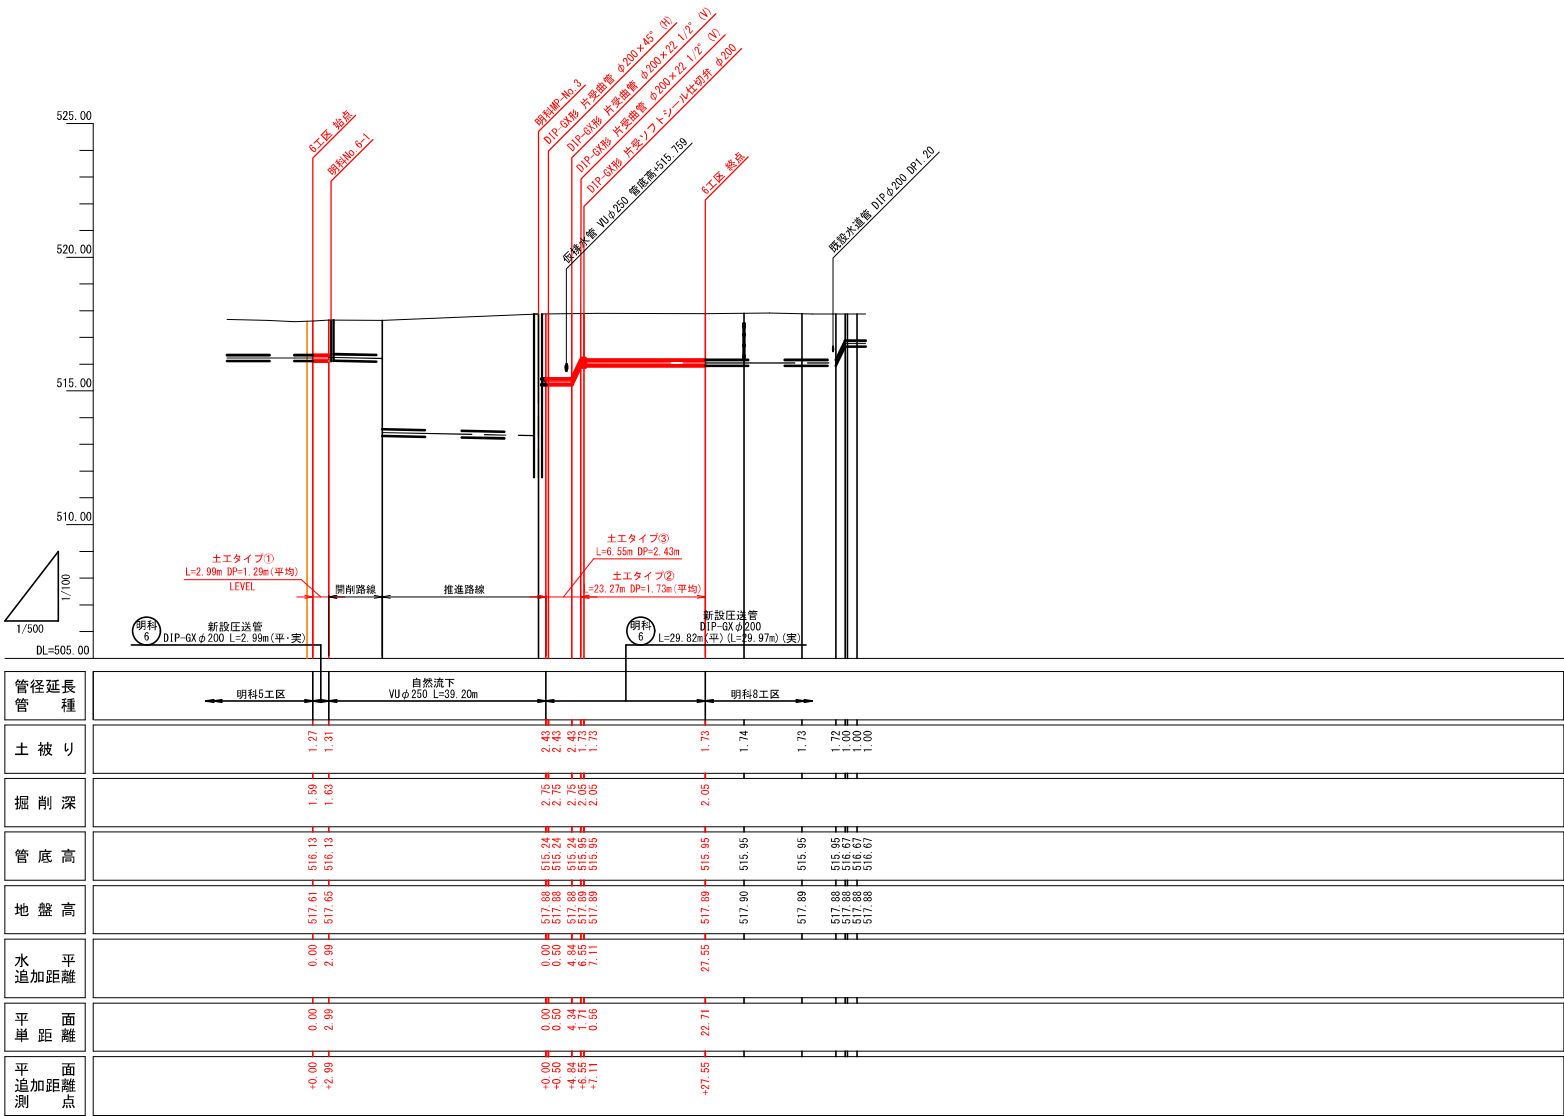 明科MP-No.3
DIP-GX形 片受曲管 φ200×45° (H)
DIP-GX形 片受曲管 φ200×22 1/2° (V)
DIP-GX形 片受曲管 φ200×22 1/2° (V)
DIP-GX形 片受ソフトシール仕切弁 φ200
6工区 始点
明科No.6-1
仮排水管 VUφ250 管底高+515.759
6工区 終点
既設水道管 DIPφ200 DP1.20
525.00
520.00
515.00
510.00
DL=505.00
1/100
1/500
土工タイプ①
L=2.99m DP=1.29m(平均)
LEVEL
開削路線
推進路線
土工タイプ③
L=6.55m DP=2.43m
土工タイプ②
L=23.27m DP=1.73m(平均)
明科
6
新設圧送管
DIP-GXφ200 L=2.99m(平・実)
明科
6
新設圧送管
DIP-GXφ200
L=29.82m(平)(L=29.97m)(実)
管径延長
管 種
明科5工区
自然流下
VUφ250 L=39.20m
明科8工区
土被り
1.27 1.31 2.43 2.43 2.43 1.73 1.73 1.73 1.74 1.73 1.72 1.00 1.00 1.00
掘削深
1.59 1.63 2.75 2.75 2.75 2.05 2.05 2.05
管底高
516.13 516.13 515.24 515.24 515.24 515.95 515.95 515.95 515.95 515.95 515.95 516.67 516.67 516.67
地盤高
517.61 517.65 517.88 517.88 517.88 517.89 517.89 517.89 517.90 517.89 517.88 517.88 517.88 517.88
水 平
追加距離
0.00 2.99 0.00 0.50 4.84 6.55 7.11 27.55
平 面
単距離
0.00 2.99 0.00 0.50 4.34 1.71 0.56 22.71
平 面
追加距離
測 点
+0.00 +2.99 +0.00 +0.50 +4.84 +6.55 +7.11 +27.55